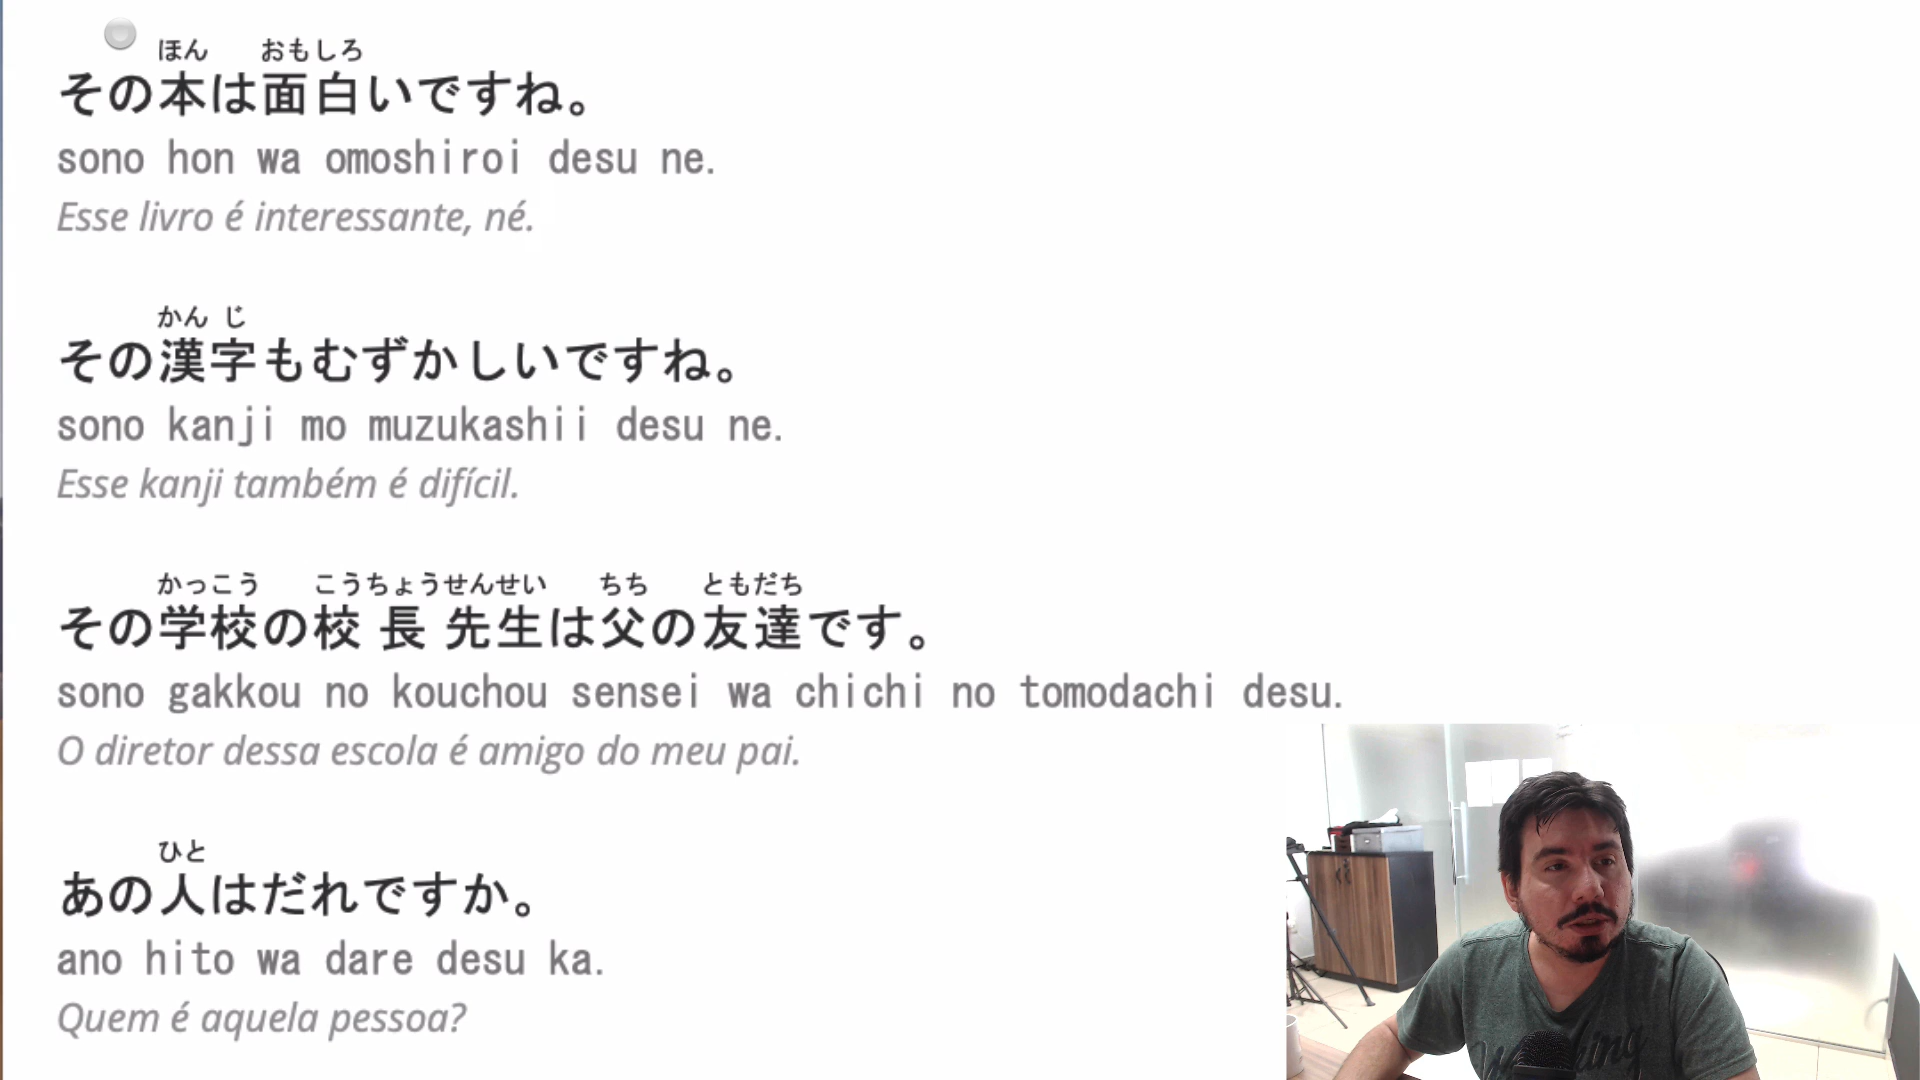 ほん おもしろ
その本は面白いですね。
sono hon wa omoshiroi desu ne.
Esse livro é interessante, né.
かんじ
その漢字もむずかしいですね。
sono kanji mo muzukashii desu ne.
Esse kanji também é difícil.
かっこう こうちょうせんせい ちち ともだち
その学校の校長先生は父の友達です。
sono gakkou no kouchou sensei wa chichi no tomodachi desu.
O diretor dessa escola é amigo do meu pai.
ひと
あの人はだれですか。
ano hito wa dare desu ka.
Quem é aquela pessoa?